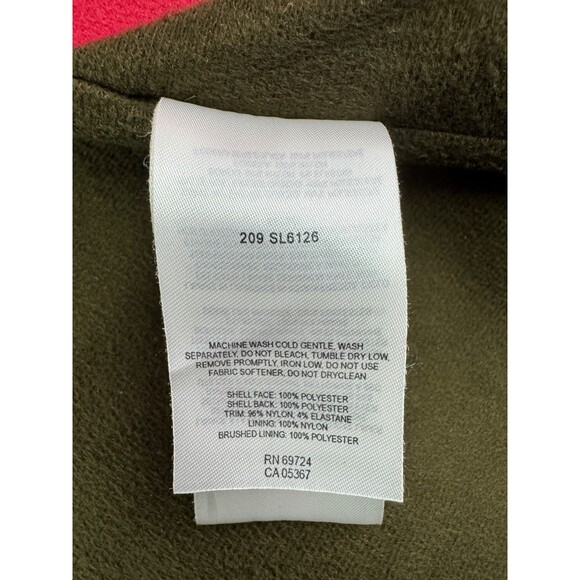 209 SL6126
MACHINE WASH COLD GENTLE, WASH
SEPARATELY, DO NOT BLEACH, TUMBLE DRY LOW,
REMOVE PROMPTLY, IRON LOW, DO NOT USE
FABRIC SOFTENER, DO NOT DRYCLEAN
SHELL FACE: 100% POLYESTER
SHELL BACK: 100% POLYESTER
TRIM: 96% NYLON, 4% ELASTANE
LINING: 100% NYLON
BRUSHED LINING: 100% POLYESTER
RN 69724
CA 05367